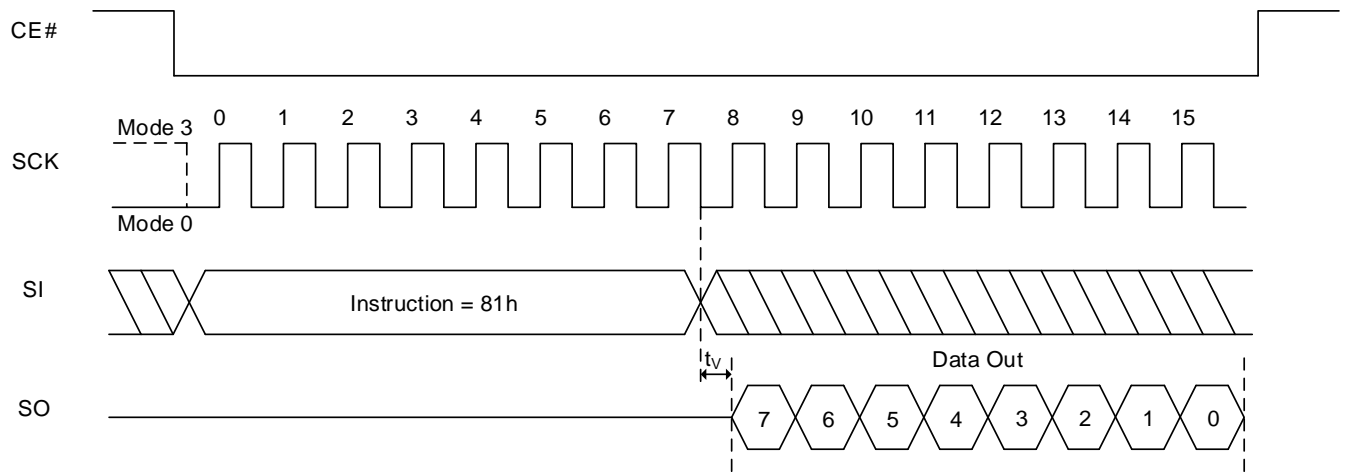 CE#
Mode 3 0 1 2 3 4 5 6 7 8 9 10 11 12 13 14 15
SCK
Mode 0
SI
Instruction = 81h
tV Data Out
SO
7 6 5 4 3 2 1 0